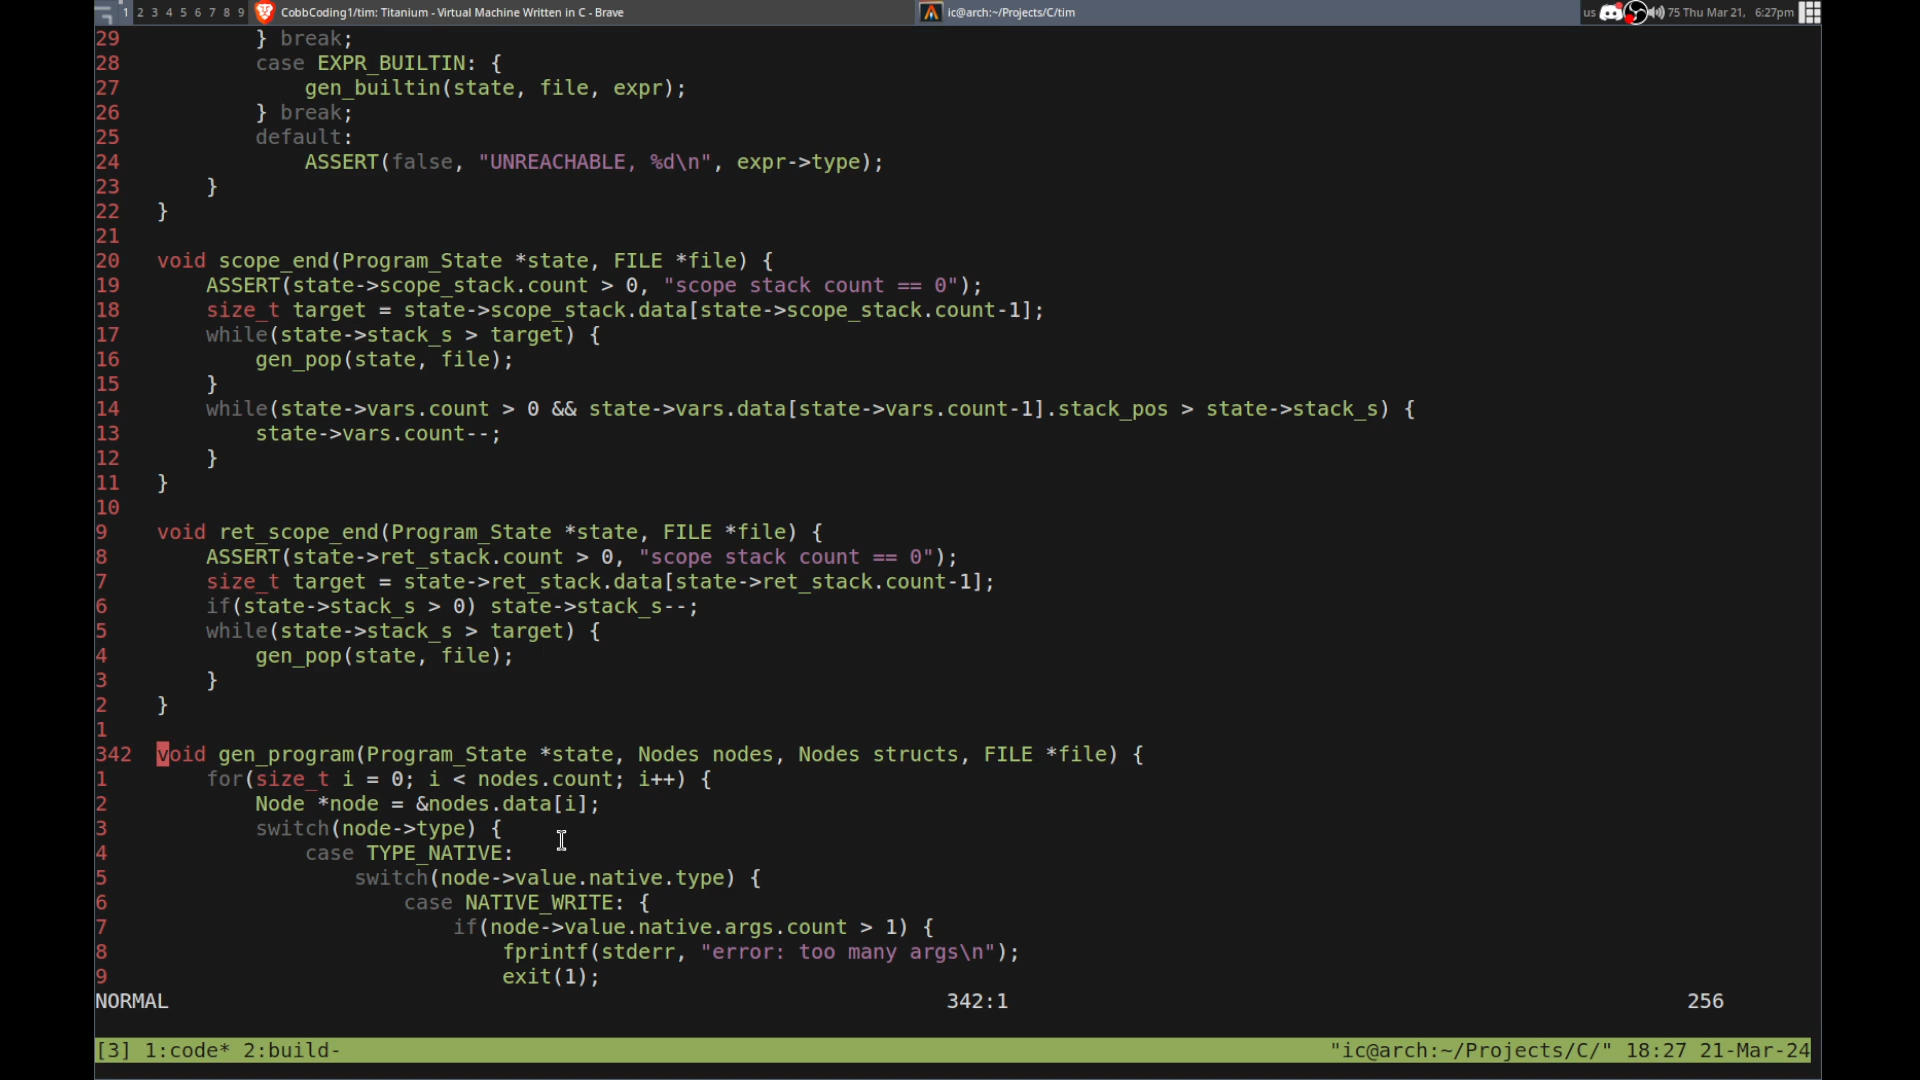 1 2 3 4 5 6 7 8 9 CobbCoding1/tim: Titanium - Virtual Machine Written in C - Brave ic@arch:~/Projects/C/tim us 75 Thu Mar 21, 6:27pm
29 } break;
28 case EXPR_BUILTIN: {
27 gen_builtin(state, file, expr);
26 } break;
25 default:
24 ASSERT(false, "UNREACHABLE, %d\n", expr->type);
23 }
22 }
21
20 void scope_end(Program_State *state, FILE *file) {
19 ASSERT(state->scope_stack.count > 0, "scope stack count == 0");
18 size_t target = state->scope_stack.data[state->scope_stack.count-1];
17 while(state->stack_s > target) {
16 gen_pop(state, file);
15 }
14 while(state->vars.count > 0 && state->vars.data[state->vars.count-1].stack_pos > state->stack_s) {
13 state->vars.count--;
12 }
11 }
10
9 void ret_scope_end(Program_State *state, FILE *file) {
8 ASSERT(state->ret_stack.count > 0, "scope stack count == 0");
7 size_t target = state->ret_stack.data[state->ret_stack.count-1];
6 if(state->stack_s > 0) state->stack_s--;
5 while(state->stack_s > target) {
4 gen_pop(state, file);
3 }
2 }
1
342 void gen_program(Program_State *state, Nodes nodes, Nodes structs, FILE *file) {
1 for(size_t i = 0; i < nodes.count; i++) {
2 Node *node = &nodes.data[i];
3 switch(node->type) {
4 case TYPE_NATIVE:
5 switch(node->value.native.type) {
6 case NATIVE_WRITE: {
7 if(node->value.native.args.count > 1) {
8 fprintf(stderr, "error: too many args\n");
9 exit(1);
NORMAL 342:1 256
[3] 1:code* 2:build- "ic@arch:~/Projects/C/" 18:27 21-Mar-24